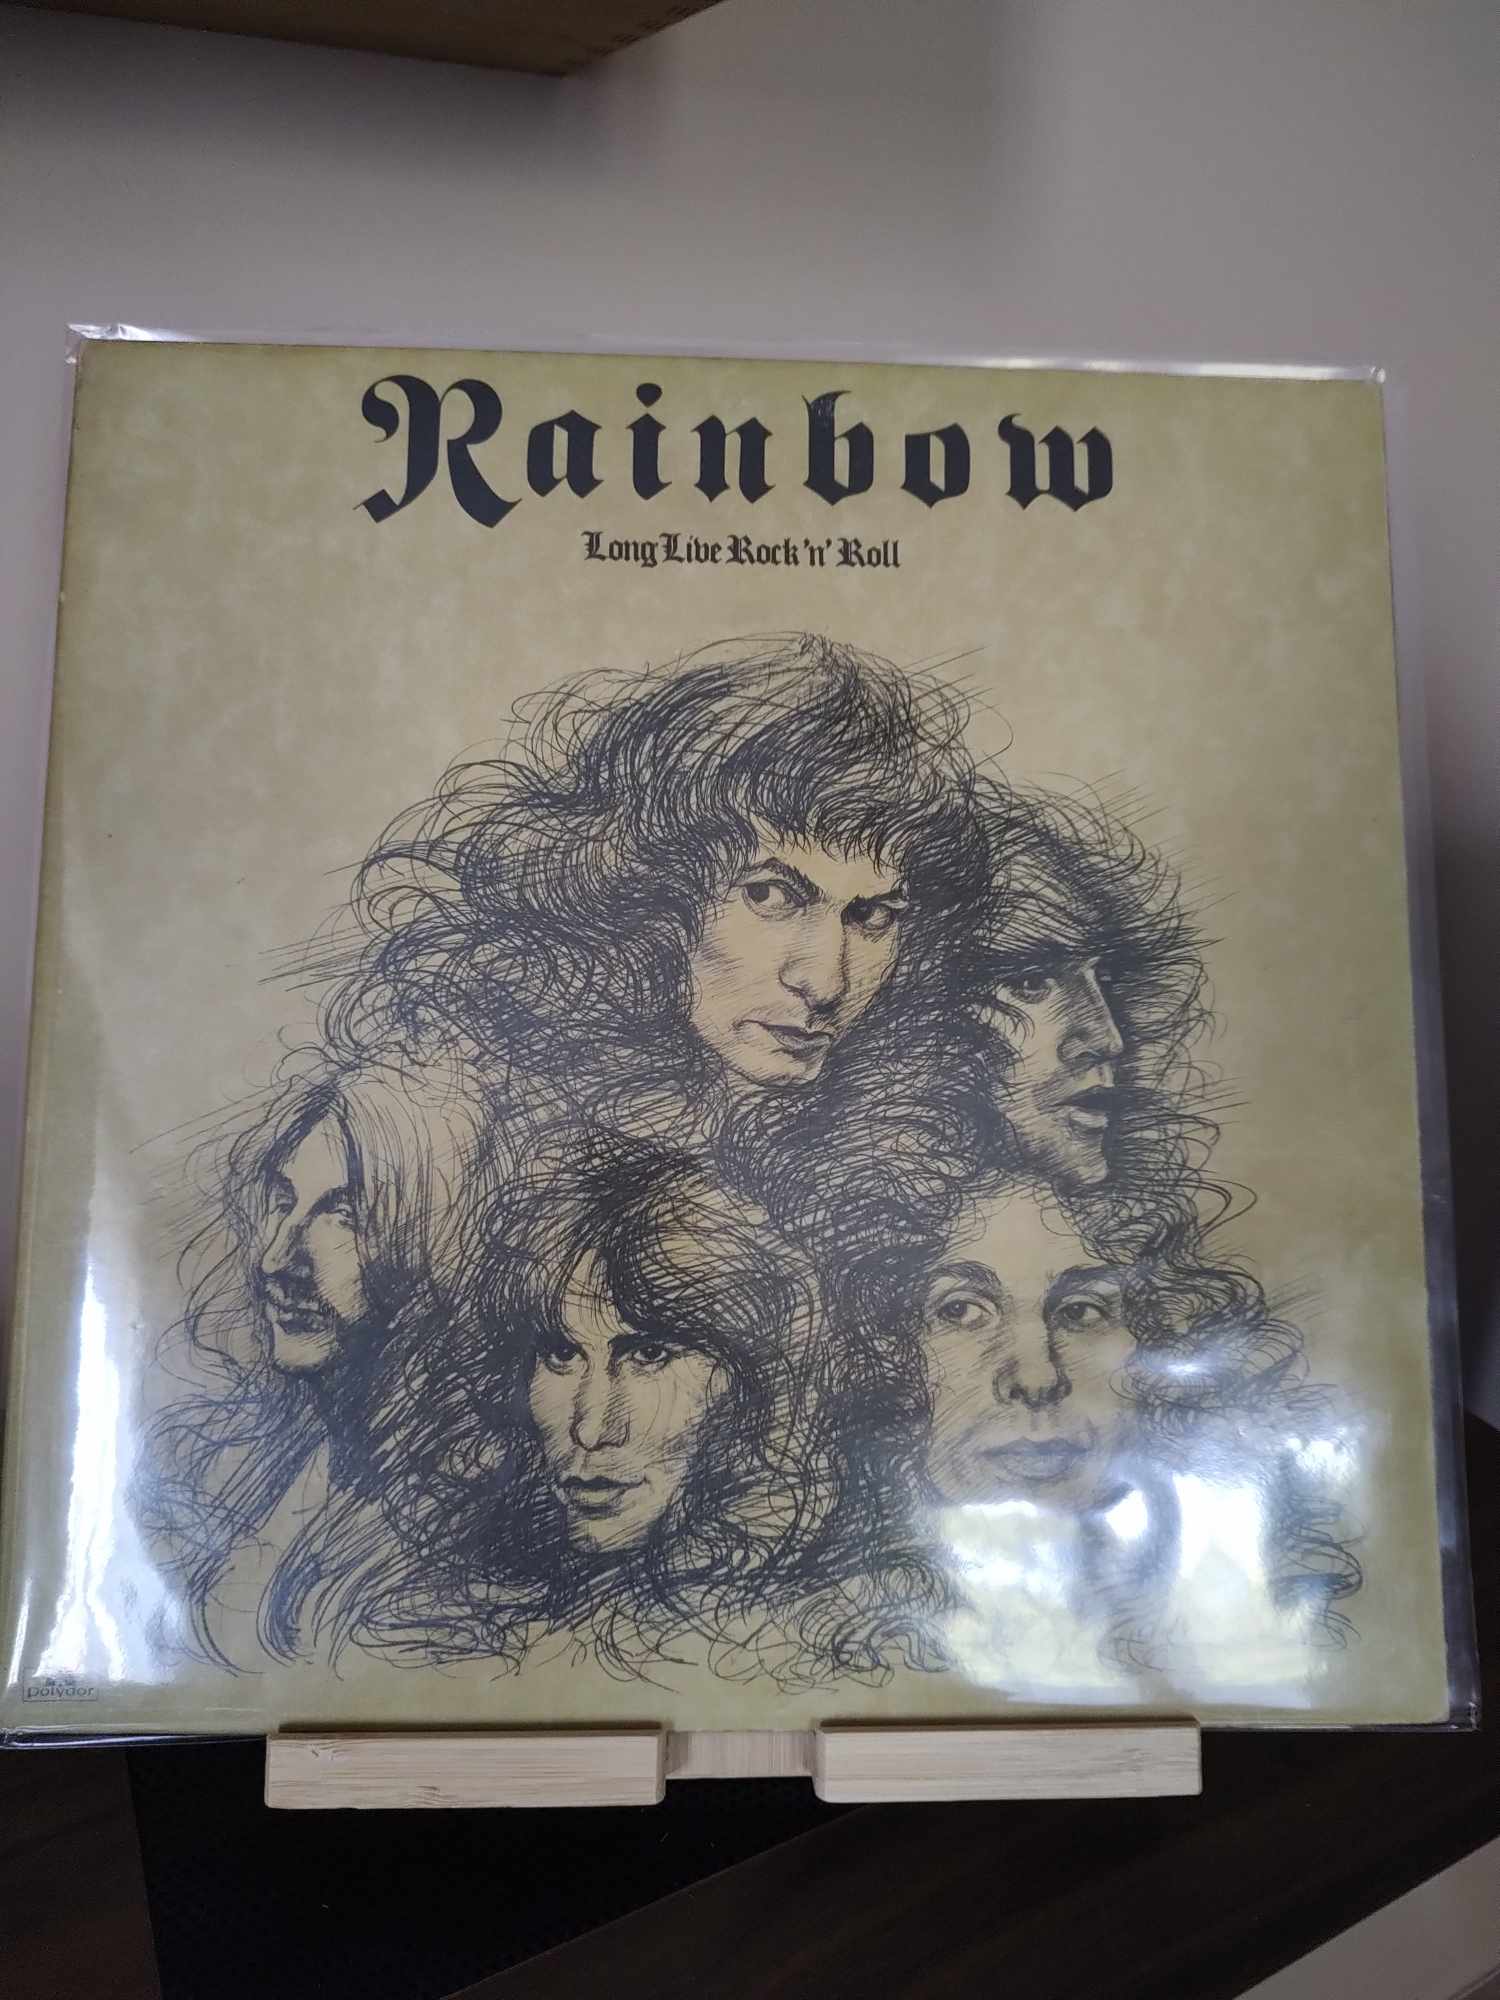 Rainbow
Long Live Rock 'n' Roll
polydor